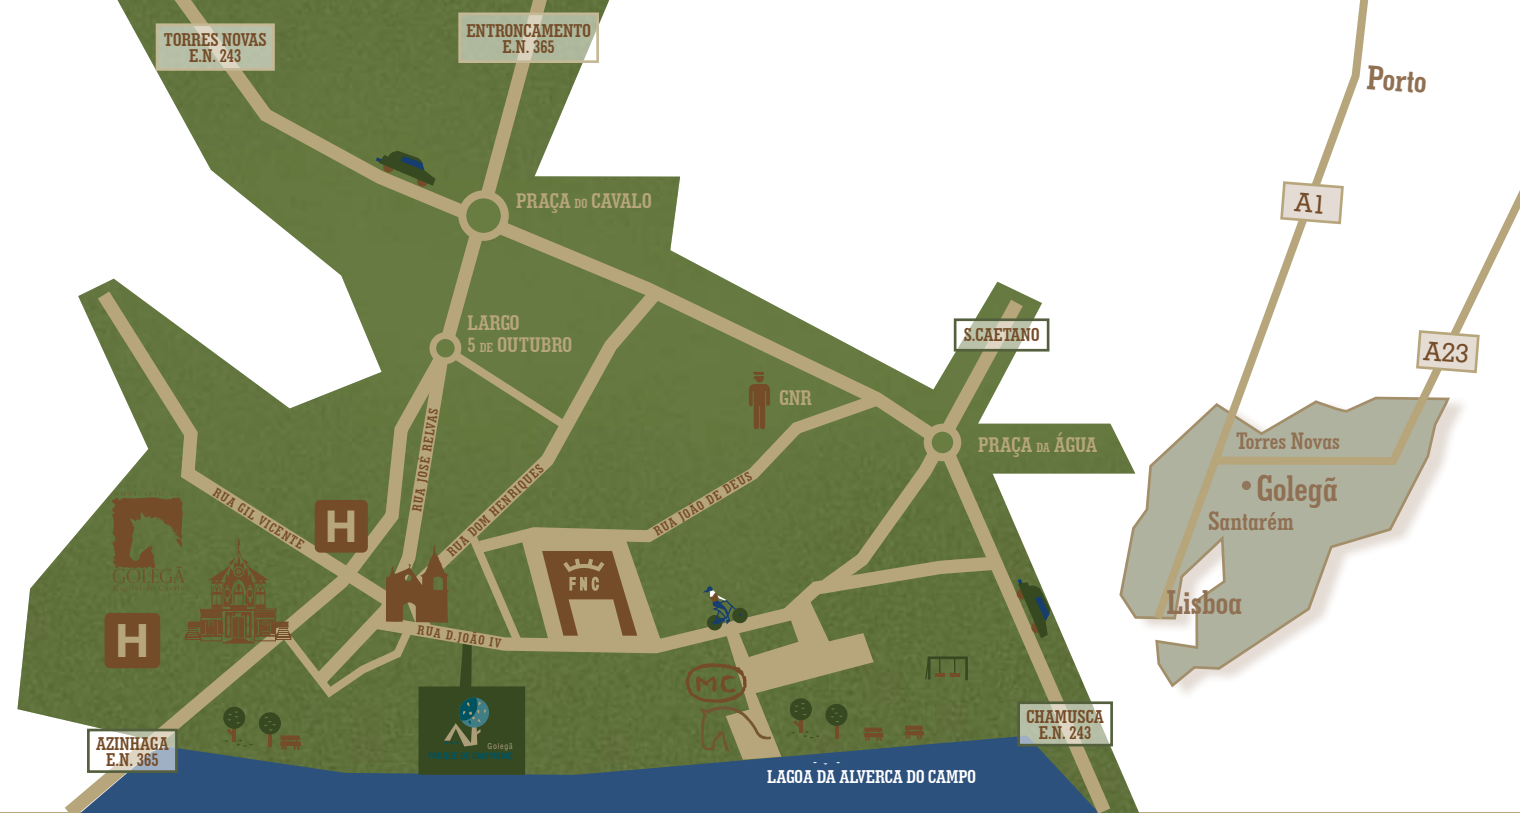 TORRES NOVAS
E.N. 243
ENTRONCAMENTO
E.N. 365
Porto
PRAÇA DO CAVALO
A1
LARGO
5 DE OUTUBRO
S.CAETANO
A23
GNR
PRAÇA DA ÁGUA
Torres Novas
Golegã
Santarém
Lisboa
RUA JOSÉ RELVAS
RUA DOM HENRIQUES
RUA JOÃO DE DEUS
RUA GIL VICENTE
H
GOLEGÃ
FNC
H
RUA D.JOÃO IV
MC
Golegã
AZINHAGA
E.N. 365
CHAMUSCA
E.N. 243
LAGOA DA ALVERCA DO CAMPO